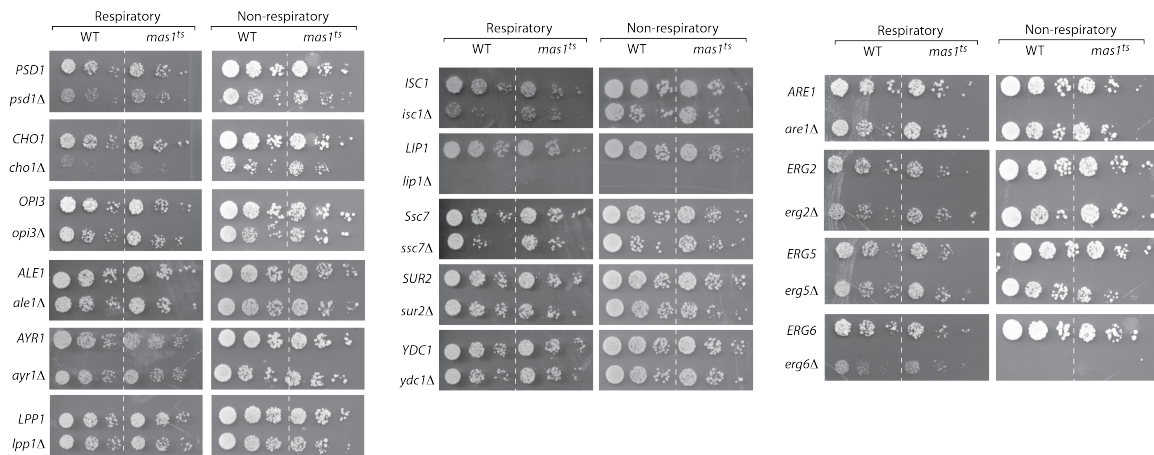 Respiratory Non-respiratory
WT mas1ts WT mas1ts
PSD1
psd1Δ
CHO1
cho1Δ
OPI3
opi3Δ
ALE1
ale1Δ
AYR1
ayr1Δ
LPP1
lpp1Δ
Respiratory Non-respiratory
WT mas1ts WT mas1ts
ISC1
isc1Δ
LIP1
lip1Δ
Ssc7
ssc7Δ
SUR2
sur2Δ
YDC1
ydc1Δ
Respiratory Non-respiratory
WT mas1ts WT mas1ts
ARE1
are1Δ
ERG2
erg2Δ
ERG5
erg5Δ
ERG6
erg6Δ